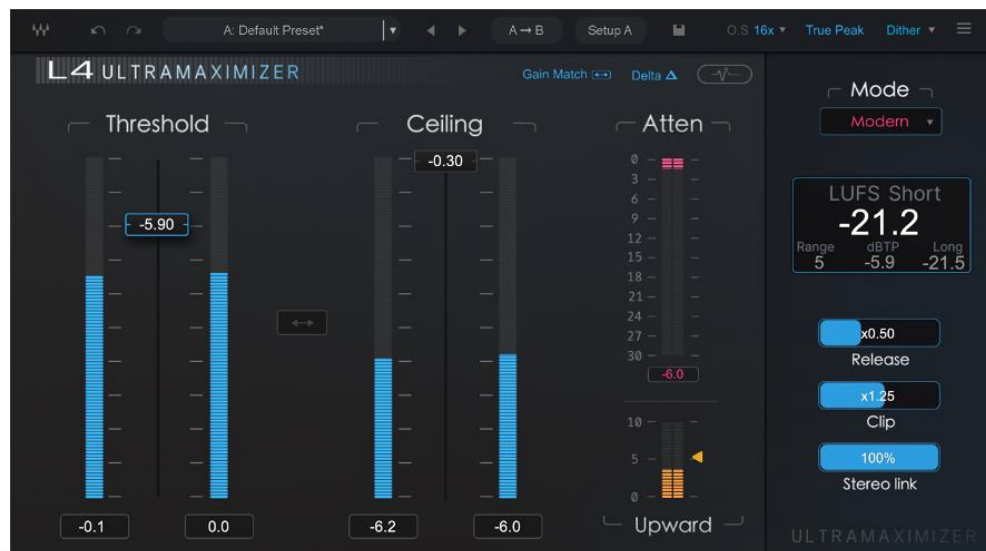 A: Default Preset*
A→B
Setup A
O.S 16x
True Peak
Dither
L4 ULTRAMAXIMIZER
Gain Match
Delta Δ
Threshold
Ceiling
Atten
Mode
Modern
-5.90
-0.30
0
3
6
9
12
15
18
21
24
27
30
-6.0
10
5
0
Upward
-0.1
0.0
-6.2
-6.0
LUFS Short
-21.2
Range dBTP Long
5 -5.9 -21.5
x0.50
Release
x1.25
Clip
100%
Stereo link
ULTRAMAXIMIZER